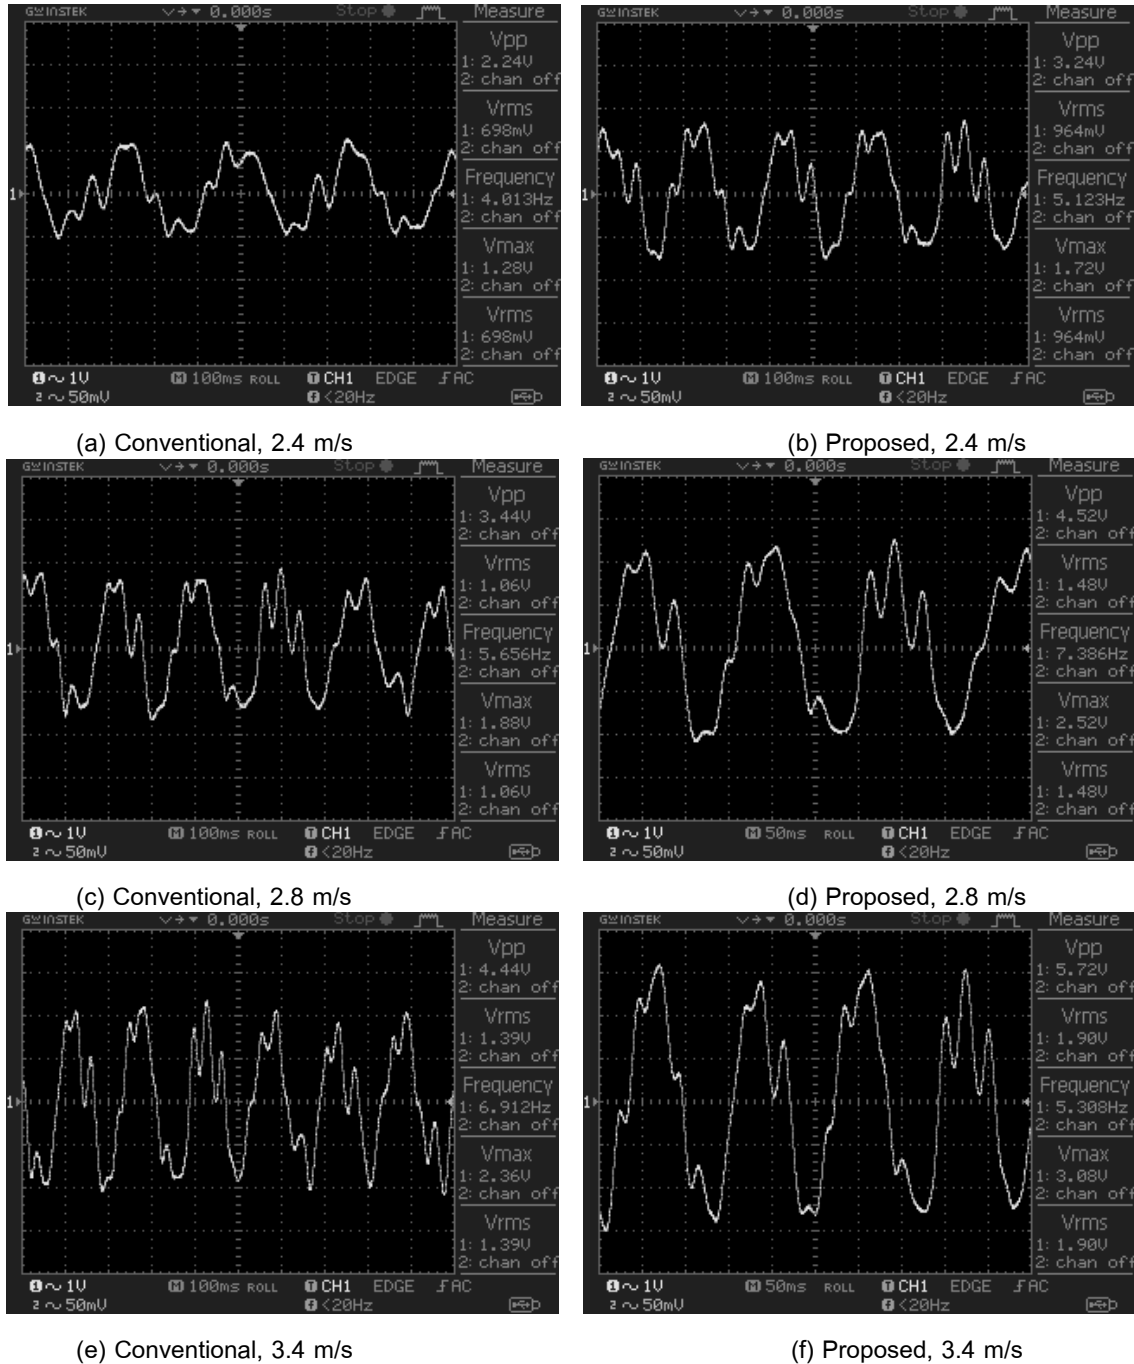 GWINSTEK 0.000s Stop Measure
Vpp
1: 2.24V
2: chan off
Vrms
1: 698mV
2: chan off
Frequency
1: 4.013Hz
2: chan off
Vmax
1: 1.28V
2: chan off
Vrms
1: 698mV
2: chan off
1
1 ~ 1V M 100ms ROLL T CH1 EDGE AC
2 ~ 50mV f <20Hz
(a) Conventional, 2.4 m/s
GWINSTEK 0.000s Stop Measure
Vpp
1: 3.24V
2: chan off
Vrms
1: 964mV
2: chan off
Frequency
1: 5.123Hz
2: chan off
Vmax
1: 1.72V
2: chan off
Vrms
1: 964mV
2: chan off
1
1 ~ 1V M 100ms ROLL T CH1 EDGE AC
2 ~ 50mV f <20Hz
(b) Proposed, 2.4 m/s
GWINSTEK 0.000s Stop Measure
Vpp
1: 3.44V
2: chan off
Vrms
1: 1.06V
2: chan off
Frequency
1: 5.656Hz
2: chan off
Vmax
1: 1.88V
2: chan off
Vrms
1: 1.06V
2: chan off
1
1 ~ 1V M 100ms ROLL T CH1 EDGE AC
2 ~ 50mV f <20Hz
(c) Conventional, 2.8 m/s
GWINSTEK 0.000s Stop Measure
Vpp
1: 4.52V
2: chan off
Vrms
1: 1.48V
2: chan off
Frequency
1: 7.386Hz
2: chan off
Vmax
1: 2.52V
2: chan off
Vrms
1: 1.48V
2: chan off
1
1 ~ 1V M 50ms ROLL T CH1 EDGE AC
2 ~ 50mV f <20Hz
(d) Proposed, 2.8 m/s
GWINSTEK 0.000s Stop Measure
Vpp
1: 4.44V
2: chan off
Vrms
1: 1.39V
2: chan off
Frequency
1: 6.912Hz
2: chan off
Vmax
1: 2.36V
2: chan off
Vrms
1: 1.39V
2: chan off
1
1 ~ 1V M 100ms ROLL T CH1 EDGE AC
2 ~ 50mV f <20Hz
(e) Conventional, 3.4 m/s
GWINSTEK 0.000s Stop Measure
Vpp
1: 5.72V
2: chan off
Vrms
1: 1.90V
2: chan off
Frequency
1: 5.308Hz
2: chan off
Vmax
1: 3.08V
2: chan off
Vrms
1: 1.90V
2: chan off
1
1 ~ 1V M 50ms ROLL T CH1 EDGE AC
2 ~ 50mV f <20Hz
(f) Proposed, 3.4 m/s